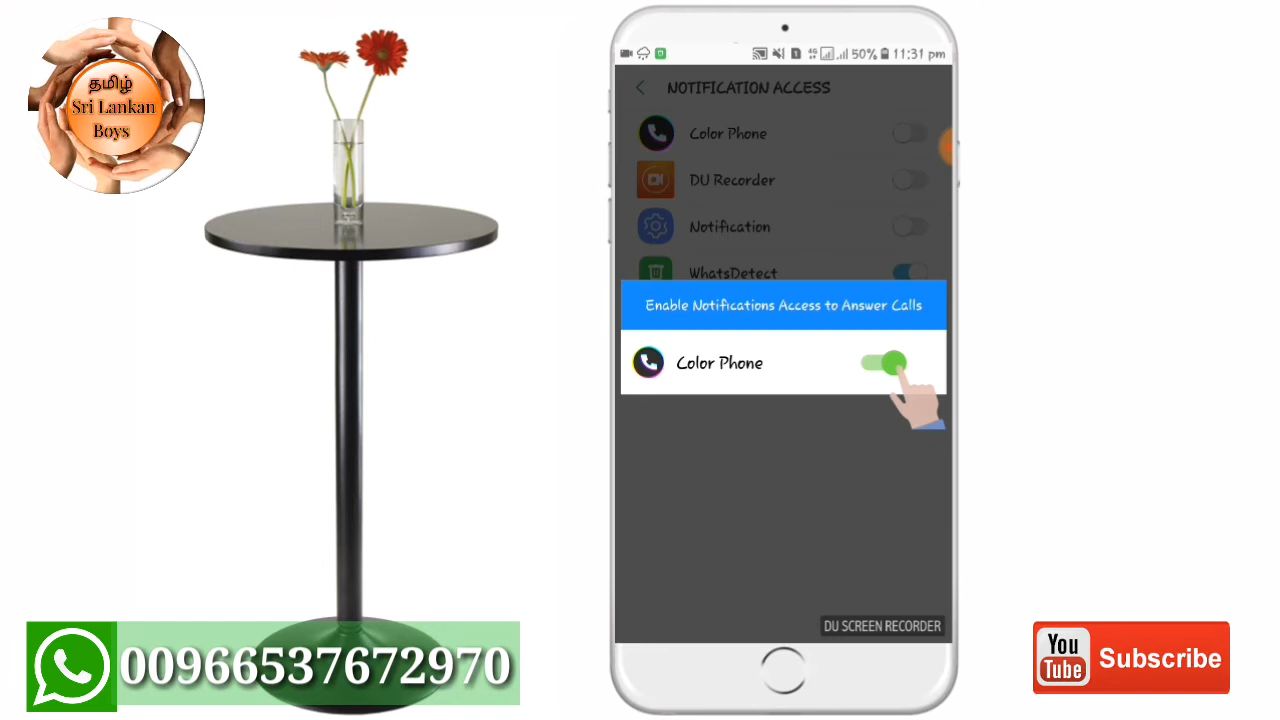 தமிழ்
Sri Lankan
Boys
50% 11:31 pm
NOTIFICATION ACCESS
Color Phone
DU Recorder
Notification
WhatsDetect
Enable Notifications Access to Answer Calls
Color Phone
DU SCREEN RECORDER
00966537672970
You
Tube
Subscribe